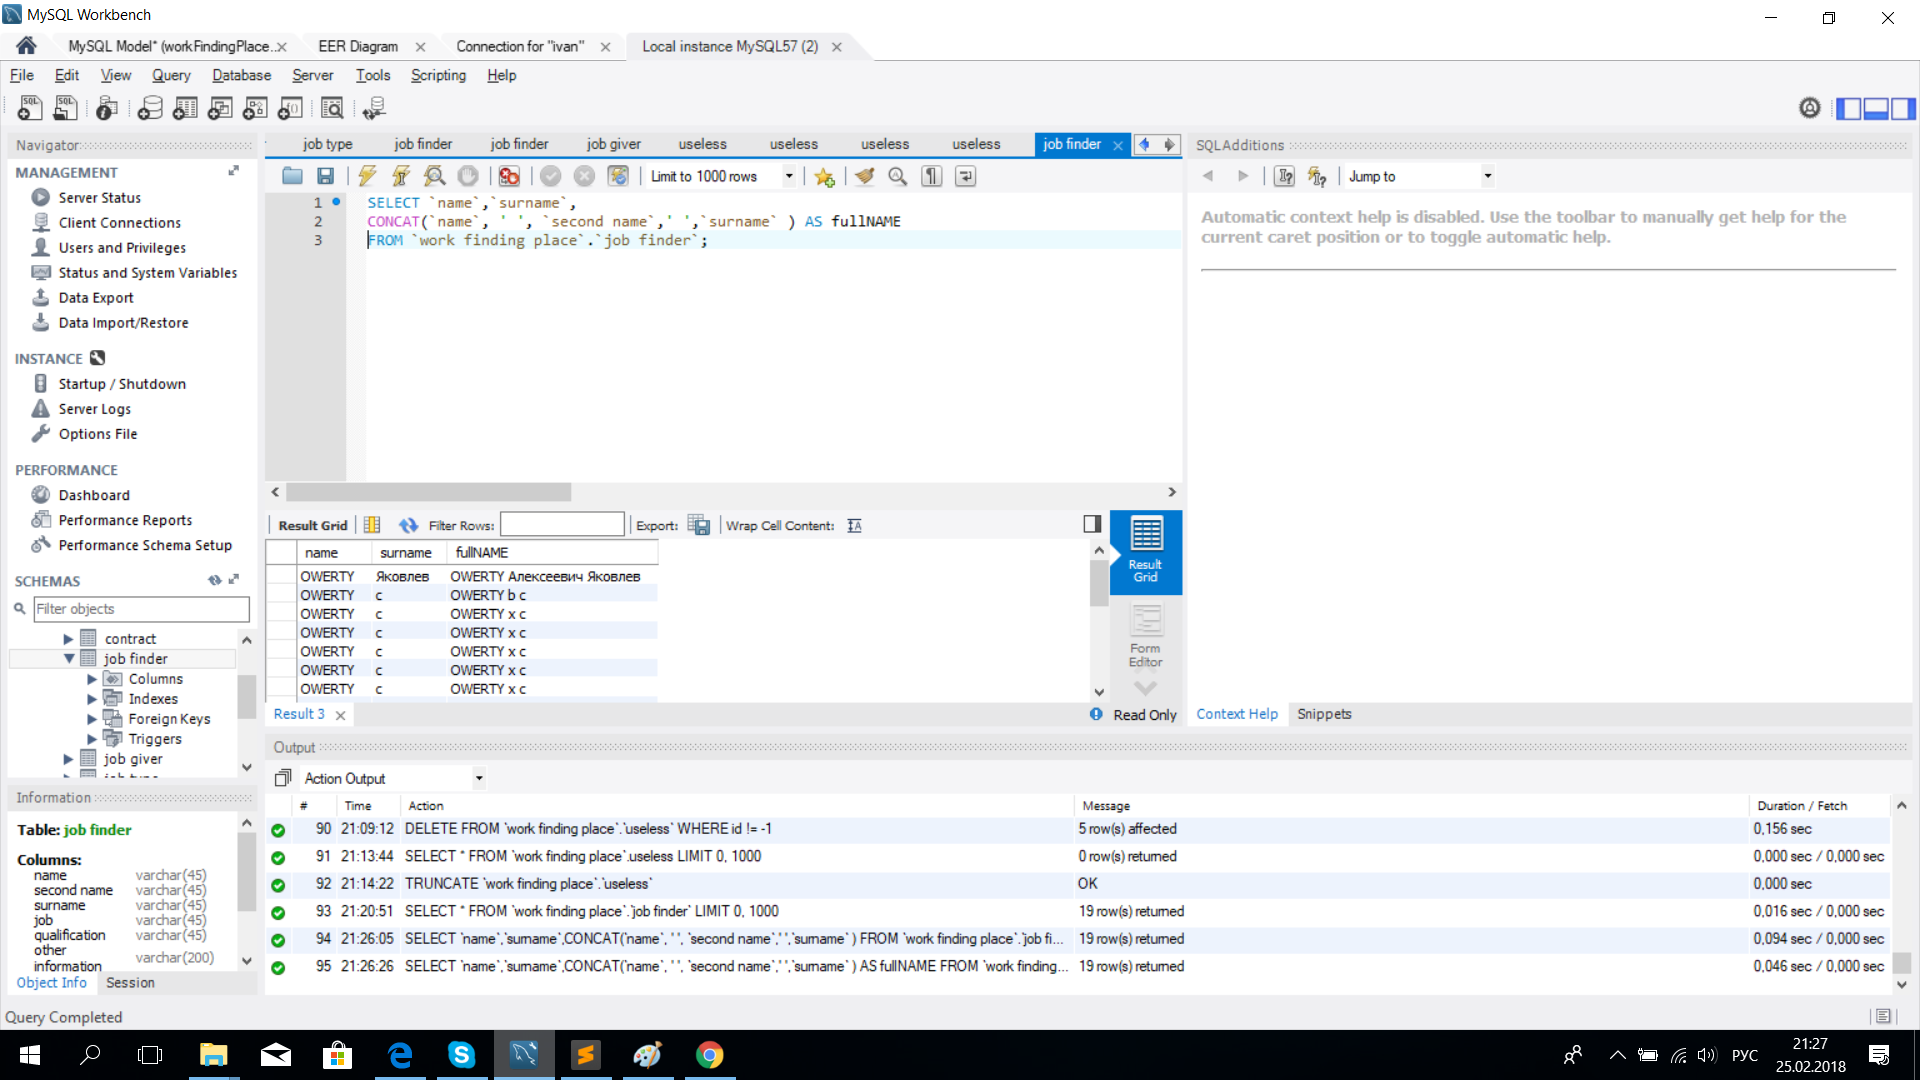 MySQL Workbench
MySQL Model* (workFindingPlace.. EER Diagram Connection for "ivan" Local instance MySQL57 (2)
File Edit View Query Database Server Tools Scripting Help
Navigator
MANAGEMENT
Server Status
Client Connections
Users and Privileges
Status and System Variables
Data Export
Data Import/Restore
INSTANCE
Startup / Shutdown
Server Logs
Options File
PERFORMANCE
Dashboard
Performance Reports
Performance Schema Setup
SCHEMAS
Filter objects
contract
job finder
Columns
Indexes
Foreign Keys
Triggers
job giver
job type
Information
Table: job finder
Columns:
name varchar(45)
second name varchar(45)
surname varchar(45)
job varchar(45)
qualification varchar(45)
other information varchar(200)
Object Info Session
job type job finder job finder job giver useless useless useless useless job finder
Limit to 1000 rows
1 SELECT `name`,`surname`,
2 CONCAT(`name`, ' ', `second name`,' ',`surname` ) AS fullNAME
3 FROM `work finding place`.`job finder`;
Result Grid Filter Rows: Export: Wrap Cell Content:
name surname fullNAME
QWERTY Яковлев QWERTY Алексеевич Яковлев
QWERTY c QWERTY b c
QWERTY c QWERTY x c
QWERTY c QWERTY x c
QWERTY c QWERTY x c
QWERTY c QWERTY x c
QWERTY c QWERTY x c
Result Grid
Form Editor
Result 3 Read Only
SQLAdditions
Jump to
Automatic context help is disabled. Use the toolbar to manually get help for the
current caret position or to toggle automatic help.
Context Help Snippets
Output
Action Output
# Time Action Message Duration / Fetch
90 21:09:12 DELETE FROM `work finding place`.`useless` WHERE id != -1 5 row(s) affected 0,156 sec
91 21:13:44 SELECT * FROM `work finding place`.useless LIMIT 0, 1000 0 row(s) returned 0,000 sec / 0,000 sec
92 21:14:22 TRUNCATE `work finding place`.`useless` OK 0,000 sec
93 21:20:51 SELECT * FROM `work finding place`.`job finder` LIMIT 0, 1000 19 row(s) returned 0,016 sec / 0,000 sec
94 21:26:05 SELECT `name`,`surname`,CONCAT(`name`, ' ', `second name`,' ',`surname` ) FROM `work finding place`.`job fi... 19 row(s) returned 0,094 sec / 0,000 sec
95 21:26:26 SELECT `name`,`surname`,CONCAT(`name`, ' ', `second name`,' ',`surname` ) AS fullNAME FROM `work finding... 19 row(s) returned 0,046 sec / 0,000 sec
Query Completed
РУС
21:27
25.02.2018